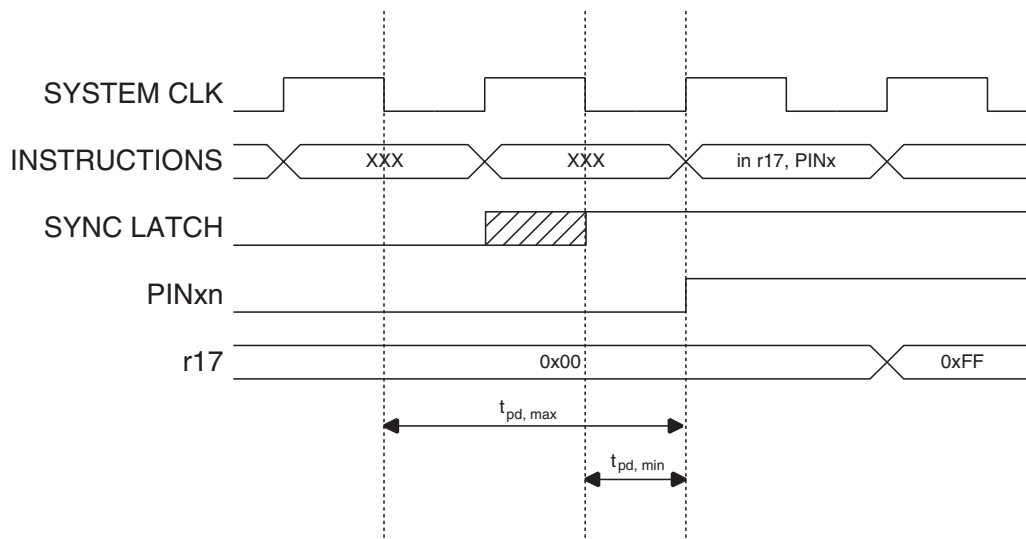 SYSTEM CLK
INSTRUCTIONS XXX XXX in r17, PINx
SYNC LATCH
PINxn
r17 0x00 0xFF
tpd, max
tpd, min